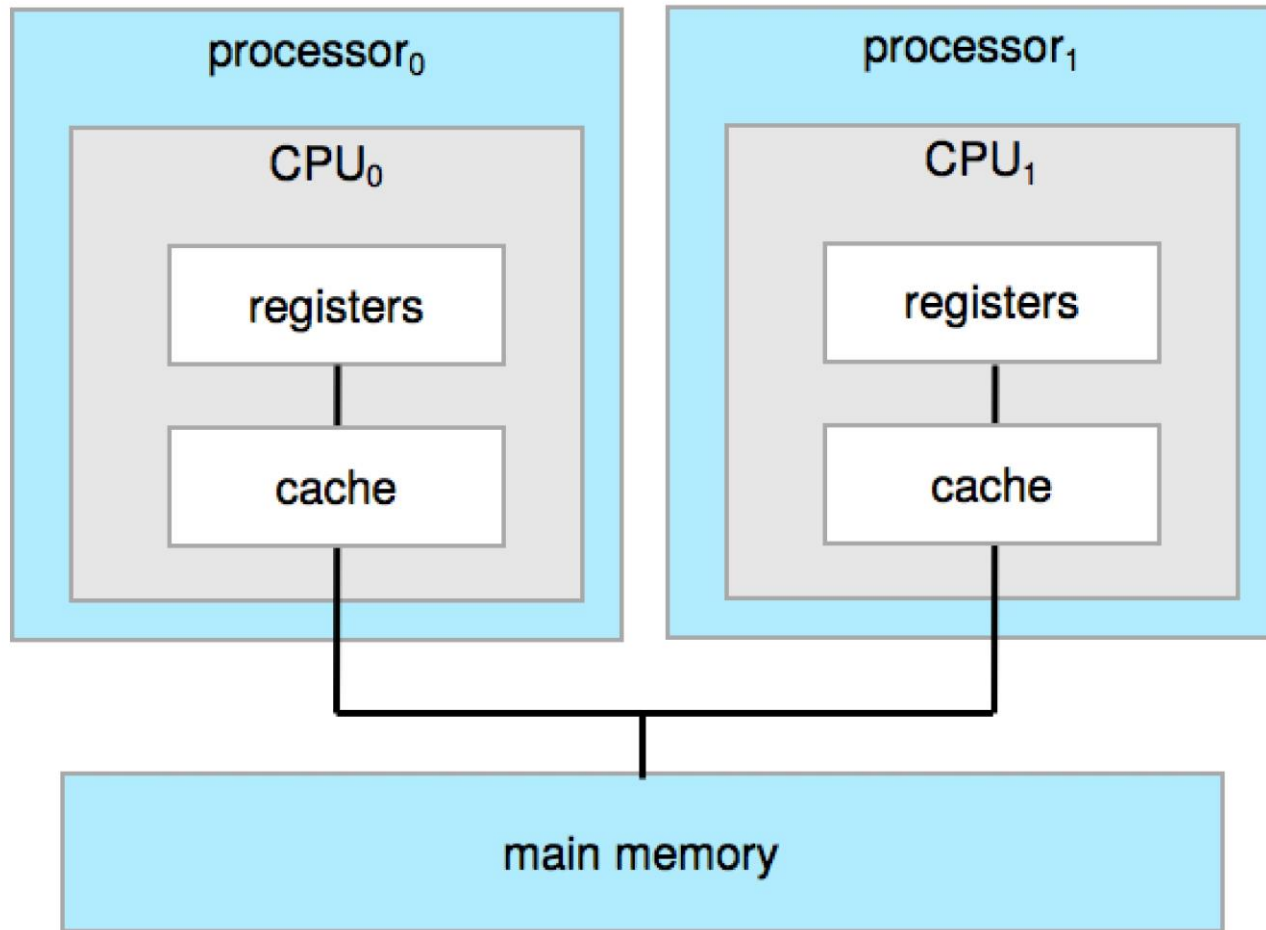 processor₀
CPU₀
registers
cache
processor₁
CPU₁
registers
cache
main memory